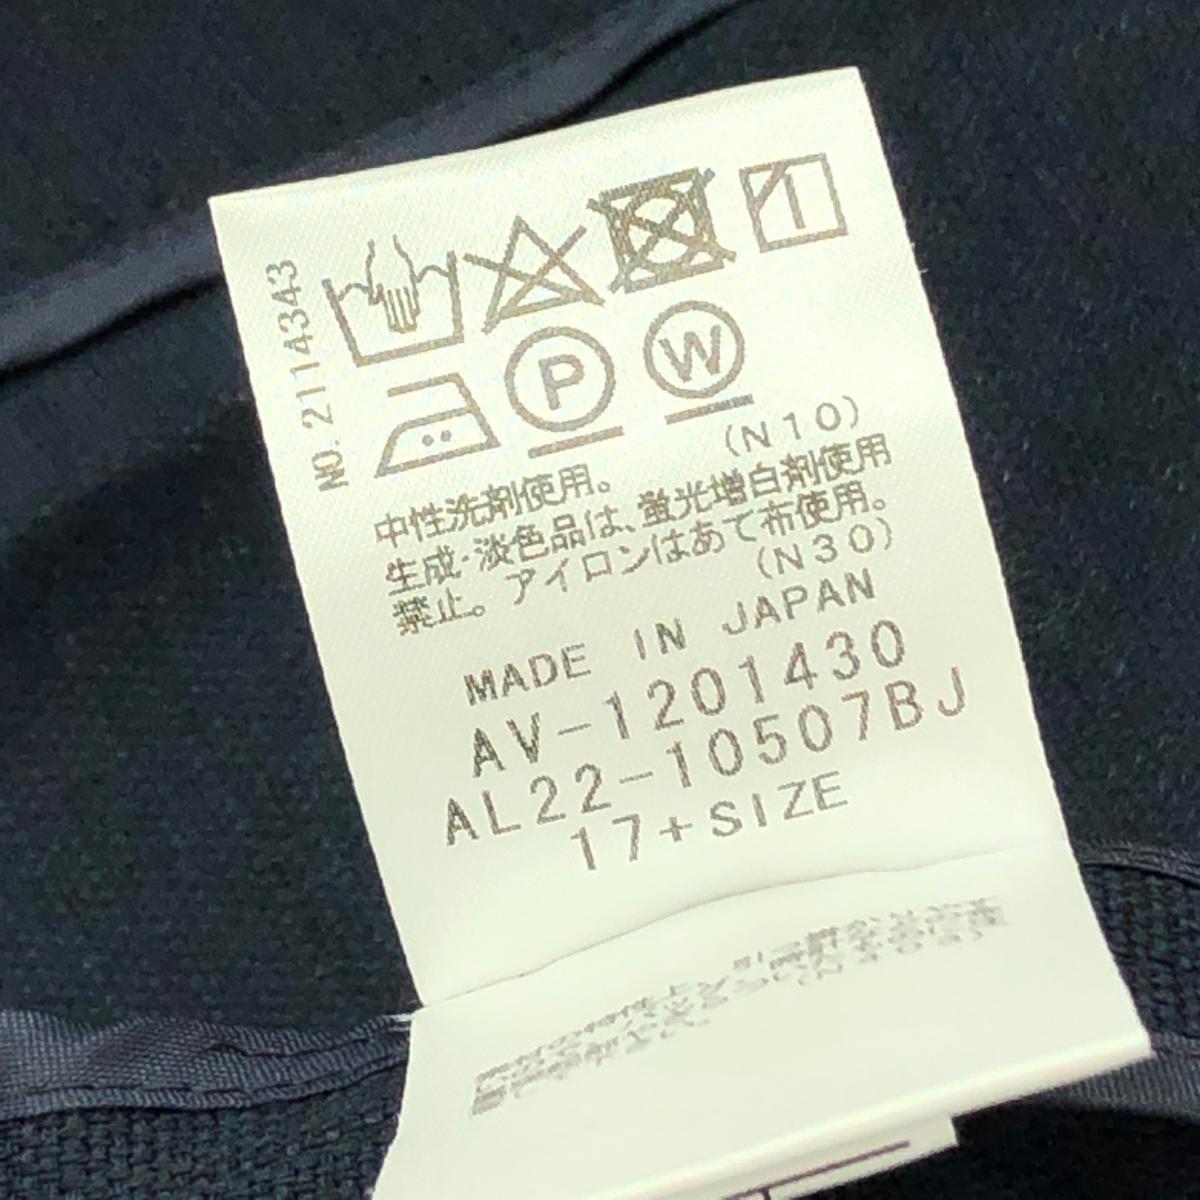 NO. 2114343
P
W
(N10)
中性洗剤使用。
生成・淡色品は、蛍光増白剤使用
禁止。アイロンはあて布使用。
(N30)
MADE IN JAPAN
AV-1201430
AL22-10507BJ
17+SIZE